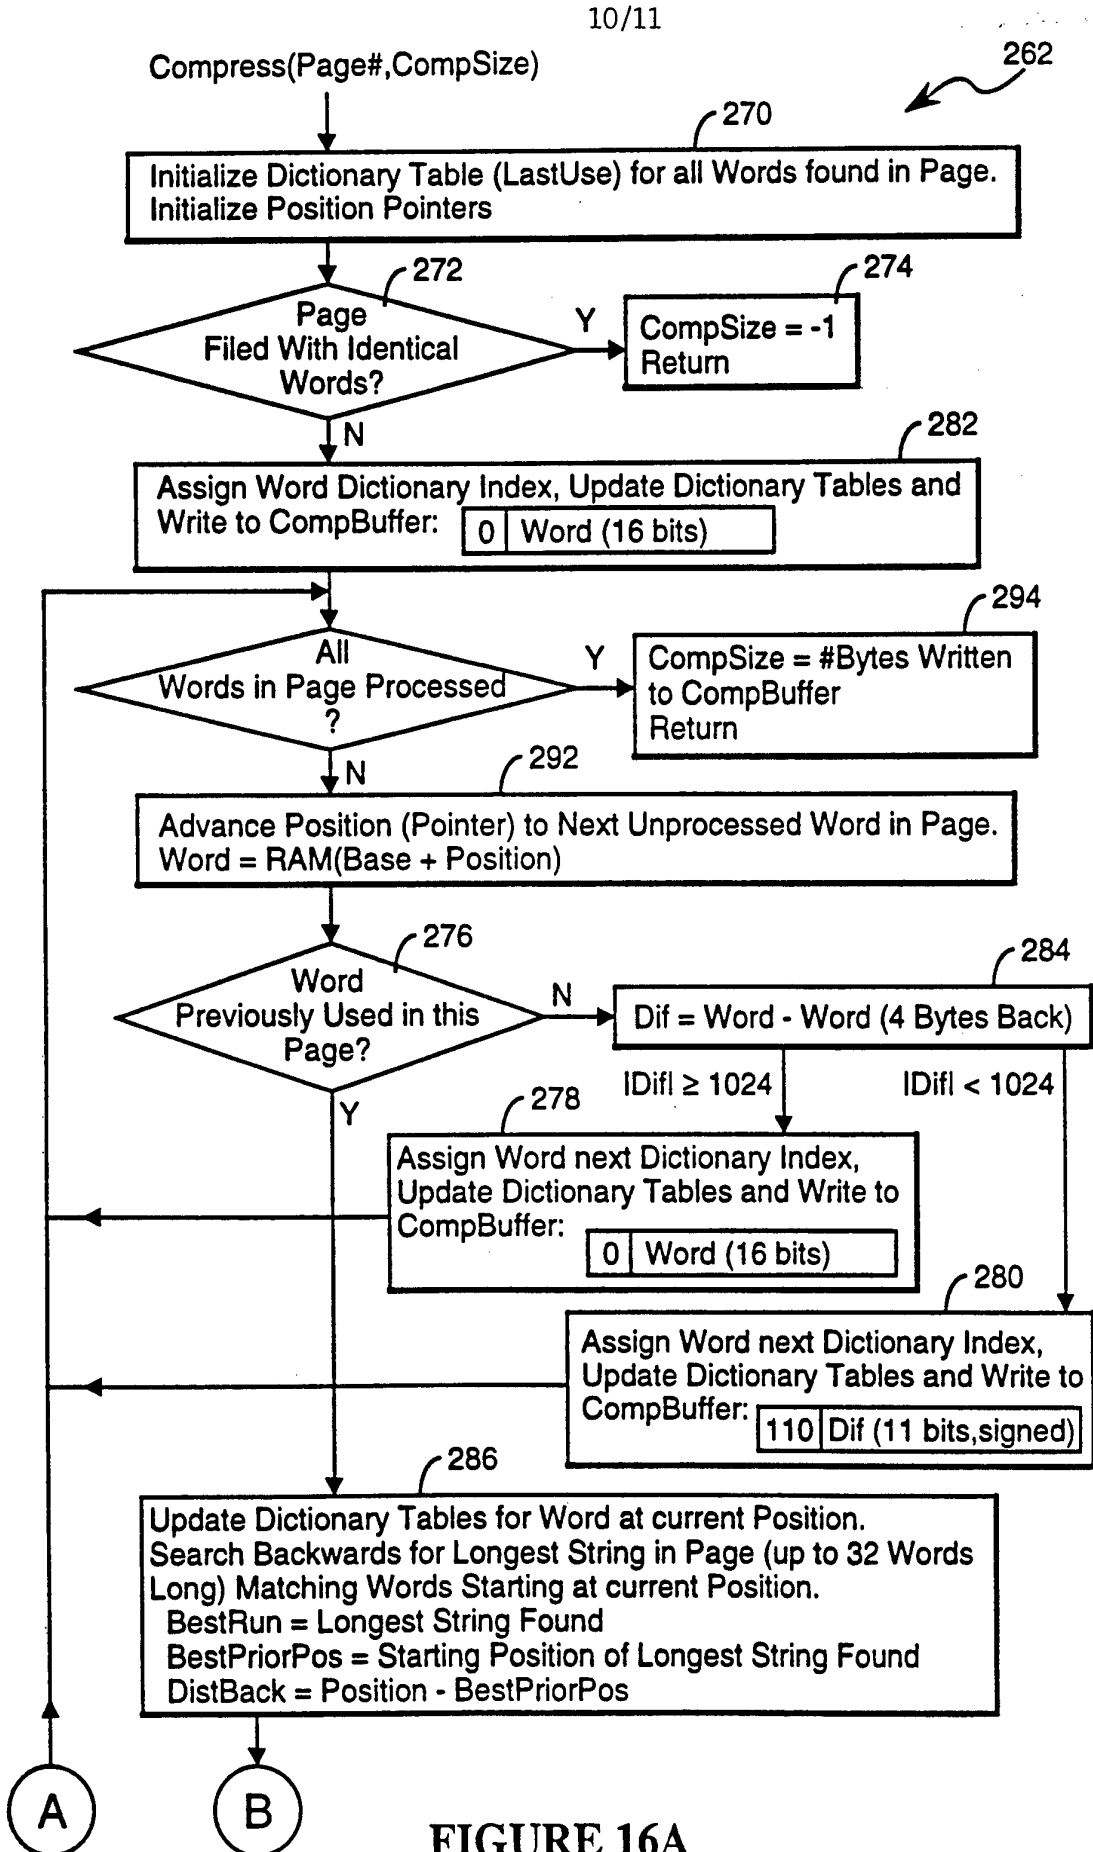 10/11
262
Compress(Page#,CompSize)
270
Initialize Dictionary Table (LastUse) for all Words found in Page.
Initialize Position Pointers
272
Page
Filed With Identical
Words?
Y
N
274
CompSize = -1
Return
282
Assign Word Dictionary Index, Update Dictionary Tables and
Write to CompBuffer: 0 Word (16 bits)
All
Words in Page Processed
?
Y
N
294
CompSize = #Bytes Written
to CompBuffer
Return
292
Advance Position (Pointer) to Next Unprocessed Word in Page.
Word = RAM(Base + Position)
276
Word
Previously Used in this
Page?
N
Y
284
Dif = Word - Word (4 Bytes Back)
|Dif| ≥ 1024
|Dif| < 1024
278
Assign Word next Dictionary Index,
Update Dictionary Tables and Write to
CompBuffer:
0 Word (16 bits)
280
Assign Word next Dictionary Index,
Update Dictionary Tables and Write to
CompBuffer:
110 Dif (11 bits,signed)
286
Update Dictionary Tables for Word at current Position.
Search Backwards for Longest String in Page (up to 32 Words
Long) Matching Words Starting at current Position.
BestRun = Longest String Found
BestPriorPos = Starting Position of Longest String Found
DistBack = Position - BestPriorPos
A
B
FIGURE 16A